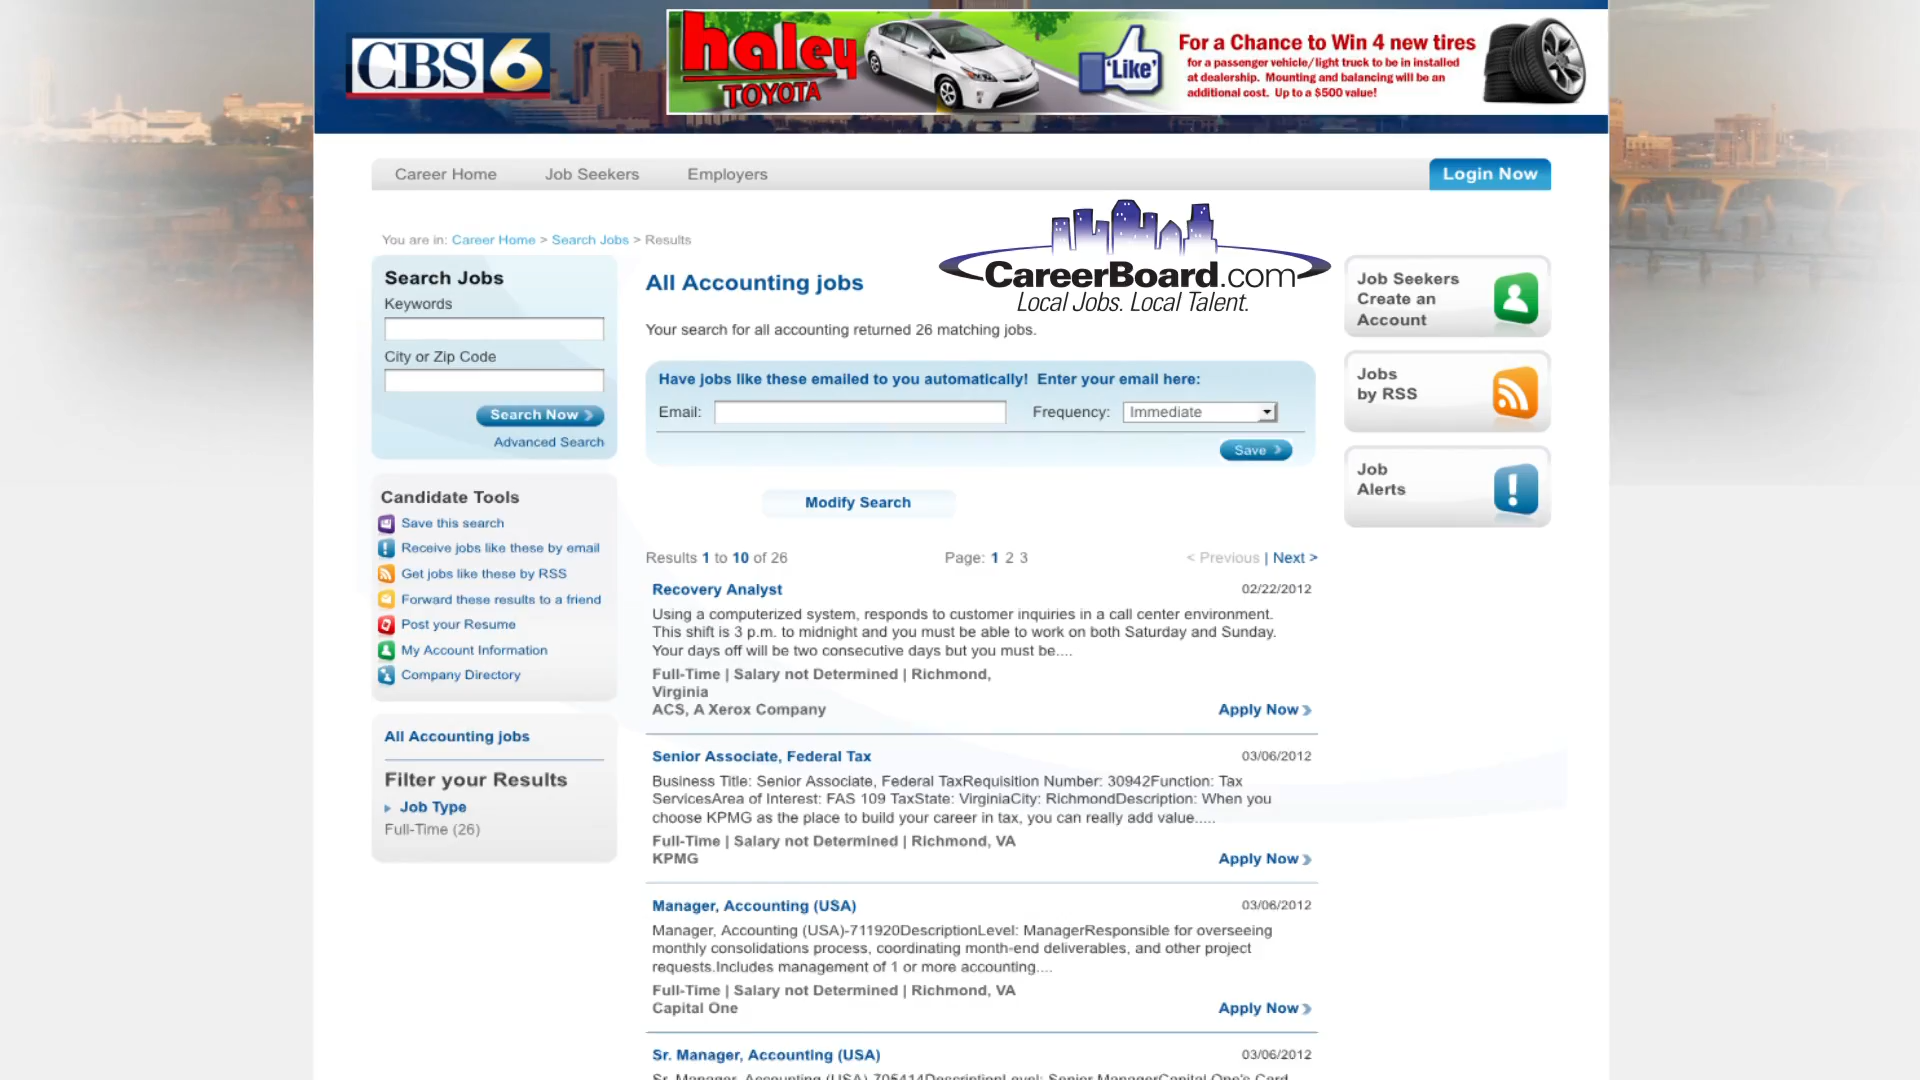 CBS 6
haley
TOYOTA
'Like'
For a Chance to Win 4 new tires
for a passenger vehicle/light truck to be in installed
at dealership. Mounting and balancing will be an
additional cost. Up to a $500 value!
Career Home Job Seekers Employers Login Now
You are in: Career Home > Search Jobs > Results
CareerBoard.com
Local Jobs. Local Talent.
Search Jobs
Keywords
City or Zip Code
Search Now
Advanced Search
Candidate Tools
Save this search
Receive jobs like these by email
Get jobs like these by RSS
Forward these results to a friend
Post your Resume
My Account Information
Company Directory
All Accounting jobs
Filter your Results
Job Type
Full-Time (26)
All Accounting jobs
Your search for all accounting returned 26 matching jobs.
Have jobs like these emailed to you automatically! Enter your email here:
Email: Frequency: Immediate
Save
Modify Search
Results 1 to 10 of 26 Page: 1 2 3 < Previous | Next >
Recovery Analyst 02/22/2012
Using a computerized system, responds to customer inquiries in a call center environment.
This shift is 3 p.m. to midnight and you must be able to work on both Saturday and Sunday.
Your days off will be two consecutive days but you must be....
Full-Time | Salary not Determined | Richmond,
Virginia
ACS, A Xerox Company Apply Now
Senior Associate, Federal Tax 03/06/2012
Business Title: Senior Associate, Federal TaxRequisition Number: 30942Function: Tax
ServicesArea of Interest: FAS 109 TaxState: VirginiaCity: RichmondDescription: When you
choose KPMG as the place to build your career in tax, you can really add value.....
Full-Time | Salary not Determined | Richmond, VA
KPMG Apply Now
Manager, Accounting (USA) 03/06/2012
Manager, Accounting (USA)-711920DescriptionLevel: ManagerResponsible for overseeing
monthly consolidations process, coordinating month-end deliverables, and other project
requests.Includes management of 1 or more accounting....
Full-Time | Salary not Determined | Richmond, VA
Capital One Apply Now
Sr. Manager, Accounting (USA) 03/06/2012
Sr. Manager, Accounting (USA)-705414DescriptionLevel: Senior ManagerCapital One's Card
Job Seekers
Create an
Account
Jobs
by RSS
Job
Alerts